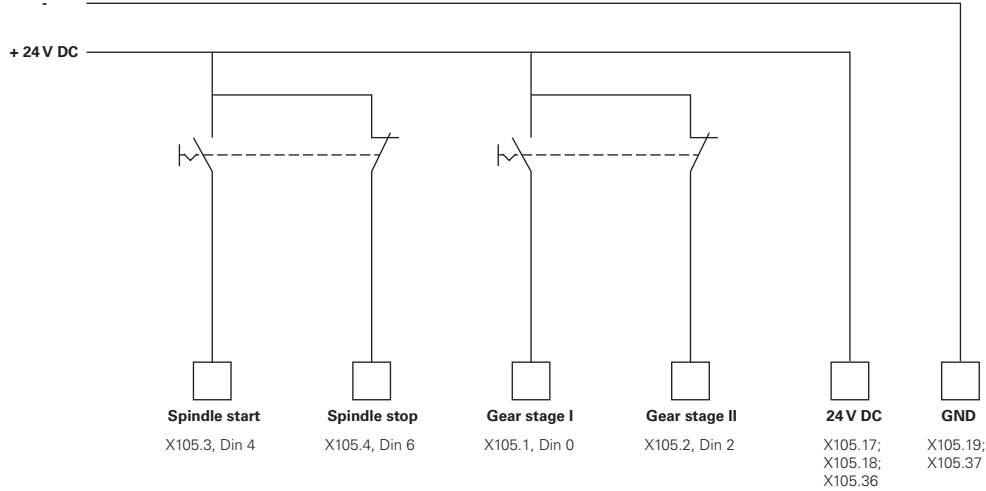 -
+ 24 V DC
Spindle start
Spindle stop
Gear stage I
Gear stage II
24 V DC
GND
X105.3, Din 4
X105.4, Din 6
X105.1, Din 0
X105.2, Din 2
X105.17;
X105.18;
X105.36
X105.19;
X105.37